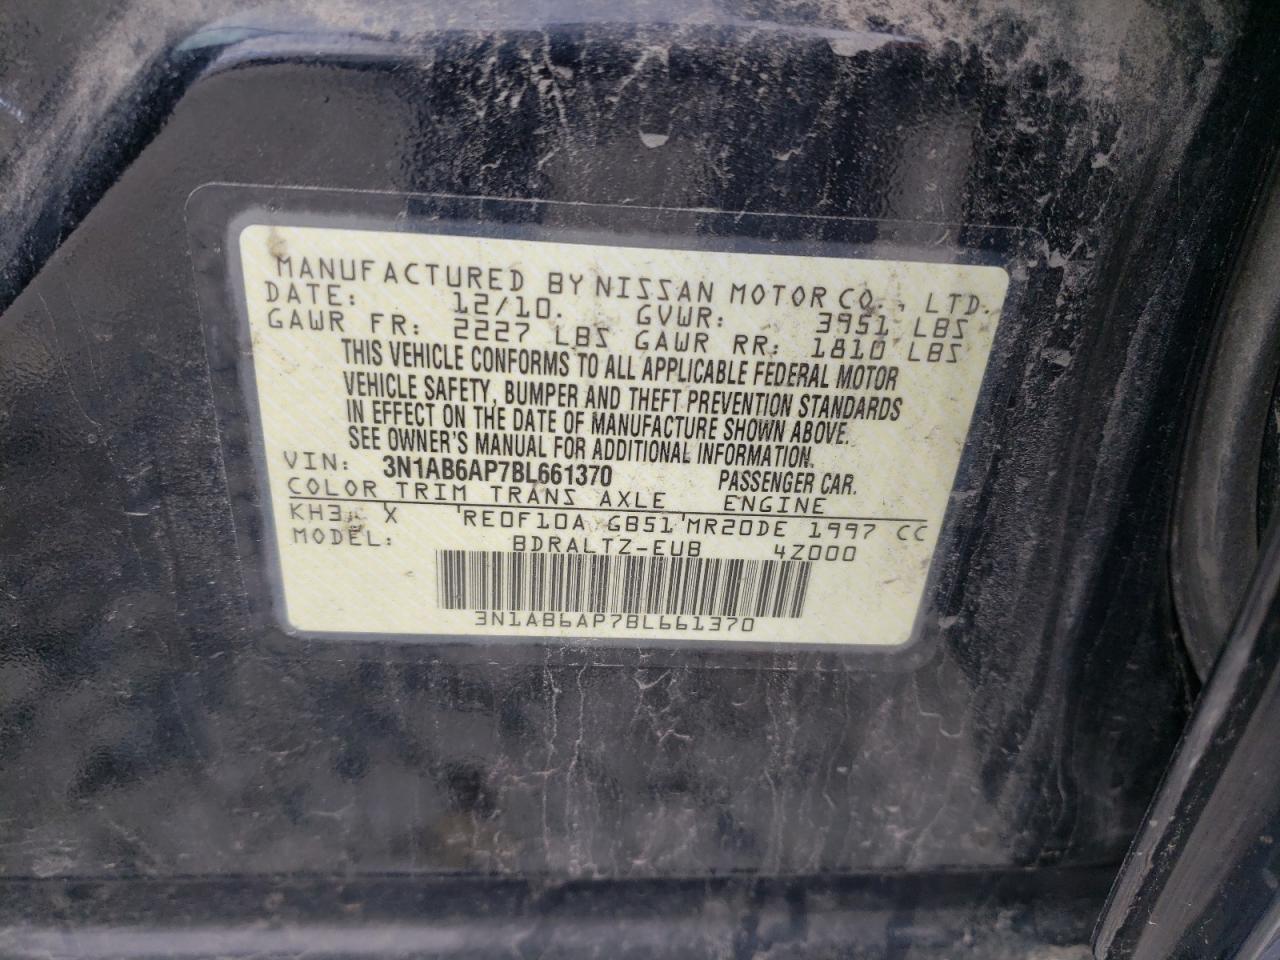 MANUFACTURED BY NISSAN MOTOR CO., LTD.
DATE: 12/10. GVWR: 3951 LBS
GAWR FR: 2227 LBS GAWR RR: 1810 LBS
THIS VEHICLE CONFORMS TO ALL APPLICABLE FEDERAL MOTOR
VEHICLE SAFETY, BUMPER AND THEFT PREVENTION STANDARDS
IN EFFECT ON THE DATE OF MANUFACTURE SHOWN ABOVE.
SEE OWNER'S MANUAL FOR ADDITIONAL INFORMATION.
VIN: 3N1AB6AP7BL661370 PASSENGER CAR.
COLOR TRIM TRANS AXLE ENGINE
KH3 X RE0F10A GB51 MR20DE 1997 CC
MODEL: BDRALTZ-EUB 4Z000
3N1AB6AP7BL661370